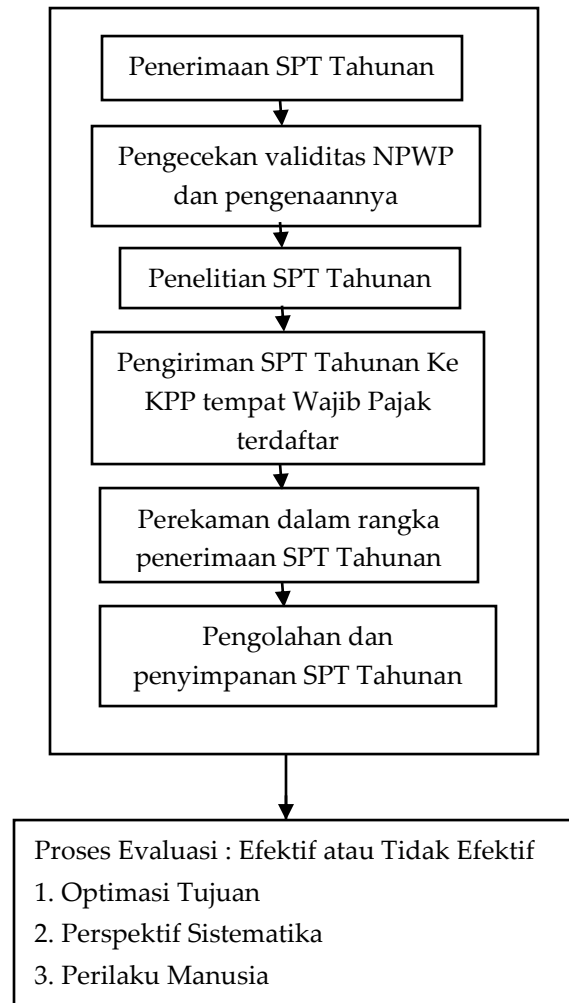 Penerimaan SPT Tahunan
Pengecekan validitas NPWP
dan pengenaannya
Penelitian SPT Tahunan
Pengiriman SPT Tahunan Ke
KPP tempat Wajib Pajak
terdaftar
Perekaman dalam rangka
penerimaan SPT Tahunan
Pengolahan dan
penyimpanan SPT Tahunan
Proses Evaluasi : Efektif atau Tidak Efektif
1. Optimasi Tujuan
2. Perspektif Sistematika
3. Perilaku Manusia